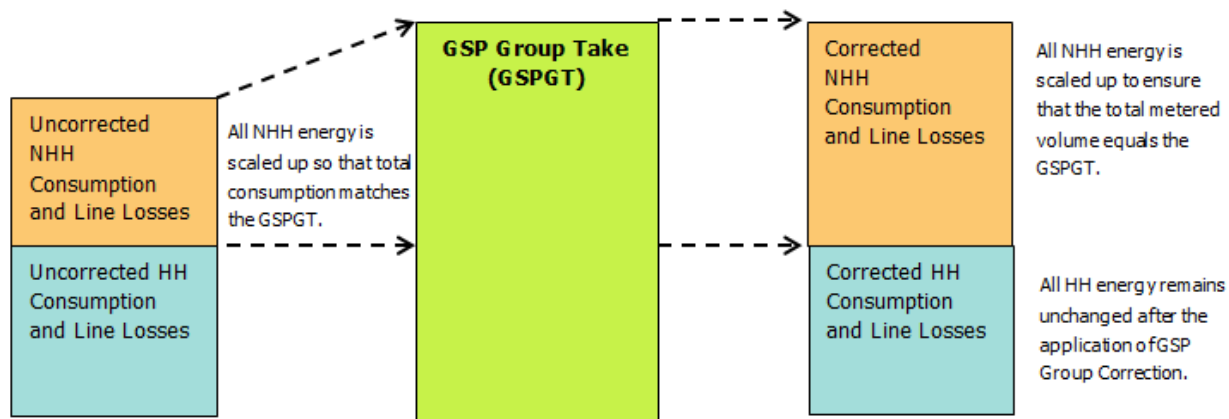 Uncorrected
NHH
Consumption
and Line Losses
Uncorrected HH
Consumption
and Line Losses
All NHH energy is
scaled up so that total
consumption matches
the GSPGT.
GSP Group Take
(GSPGT)
Corrected
NHH
Consumption
and Line Losses
Corrected HH
Consumption
and Line Losses
All NHH energy is
scaled up to ensure
that the total metered
volume equals the
GSPGT.
All HH energy remains
unchanged after the
application of GSP
Group Correction.